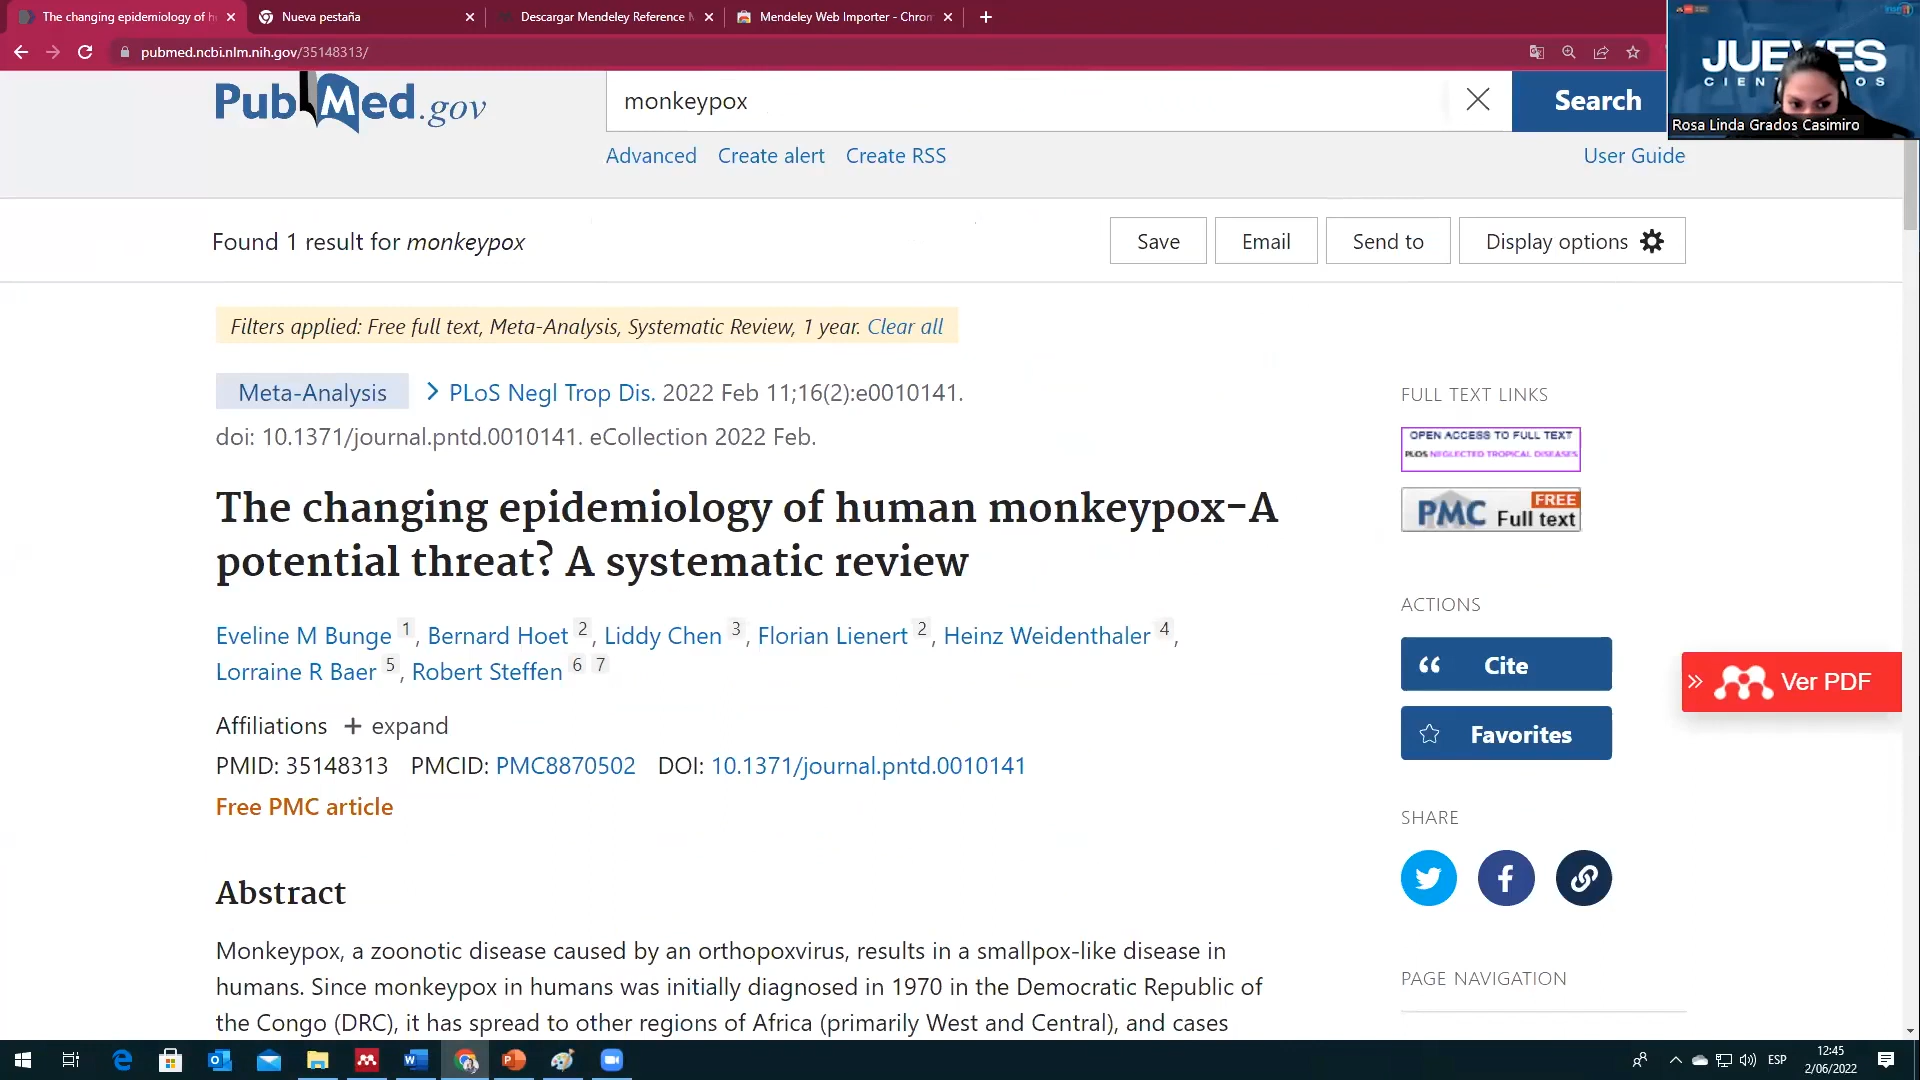 The changing epidemiology of h
Nueva pestaña
Descargar Mendeley Reference M
Mendeley Web Importer - Chrom
pubmed.ncbi.nlm.nih.gov/35148313/
JUEVES
Rosa Linda Grados Casimiro
PubMed.gov
monkeypox
Search
Advanced
Create alert
Create RSS
User Guide
Found 1 result for monkeypox
Save
Email
Send to
Display options
Filters applied: Free full text, Meta-Analysis, Systematic Review, 1 year. Clear all
Meta-Analysis
PLoS Negl Trop Dis. 2022 Feb 11;16(2):e0010141.
doi: 10.1371/journal.pntd.0010141. eCollection 2022 Feb.
The changing epidemiology of human monkeypox-A
potential threat? A systematic review
Eveline M Bunge 1, Bernard Hoet 2, Liddy Chen 3, Florian Lienert 2, Heinz Weidenthaler 4,
Lorraine R Baer 5, Robert Steffen 6 7
Affiliations + expand
PMID: 35148313 PMCID: PMC8870502 DOI: 10.1371/journal.pntd.0010141
Free PMC article
Abstract
Monkeypox, a zoonotic disease caused by an orthopoxvirus, results in a smallpox-like disease in
humans. Since monkeypox in humans was initially diagnosed in 1970 in the Democratic Republic of
the Congo (DRC), it has spread to other regions of Africa (primarily West and Central), and cases
FULL TEXT LINKS
OPEN ACCESS TO FULL TEXT
PLOS NEGLECTED TROPICAL DISEASES
PMC FREE Full text
ACTIONS
Cite
Favorites
Ver PDF
SHARE
PAGE NAVIGATION
ESP
12:45
2/06/2022